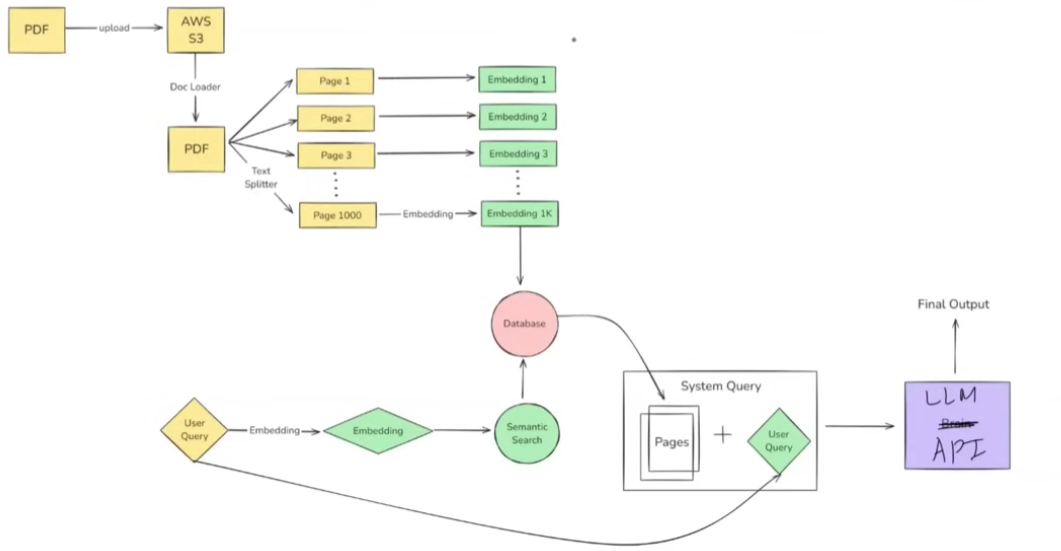 PDF
upload
AWS
S3
Doc Loader
PDF
Text
Splitter
Page 1
Embedding 1
Page 2
Embedding 2
Page 3
Embedding 3
Page 1000
Embedding
Embedding 1K
Database
User
Query
Embedding
Embedding
Semantic
Search
System Query
Pages
+
User
Query
Final Output
LLM
Brain
API